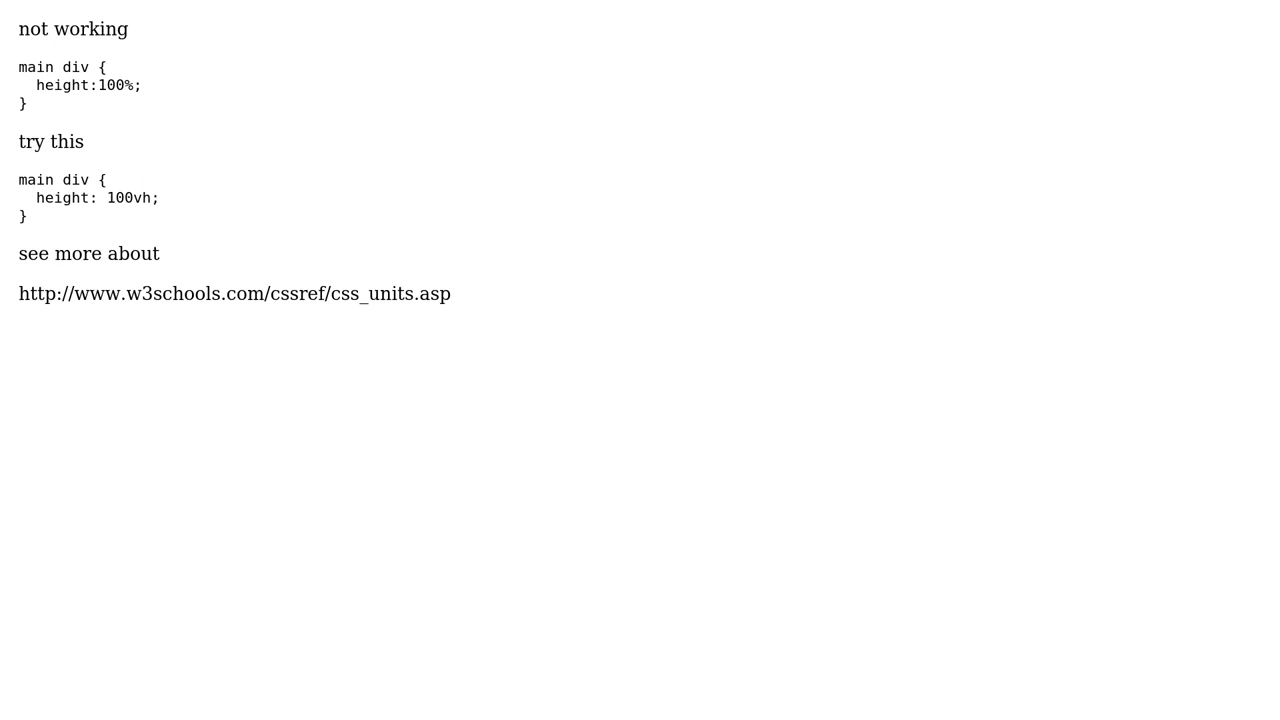 not working
main div {
  height:100%;
}
try this
main div {
  height: 100vh;
}
see more about
http://www.w3schools.com/cssref/css_units.asp